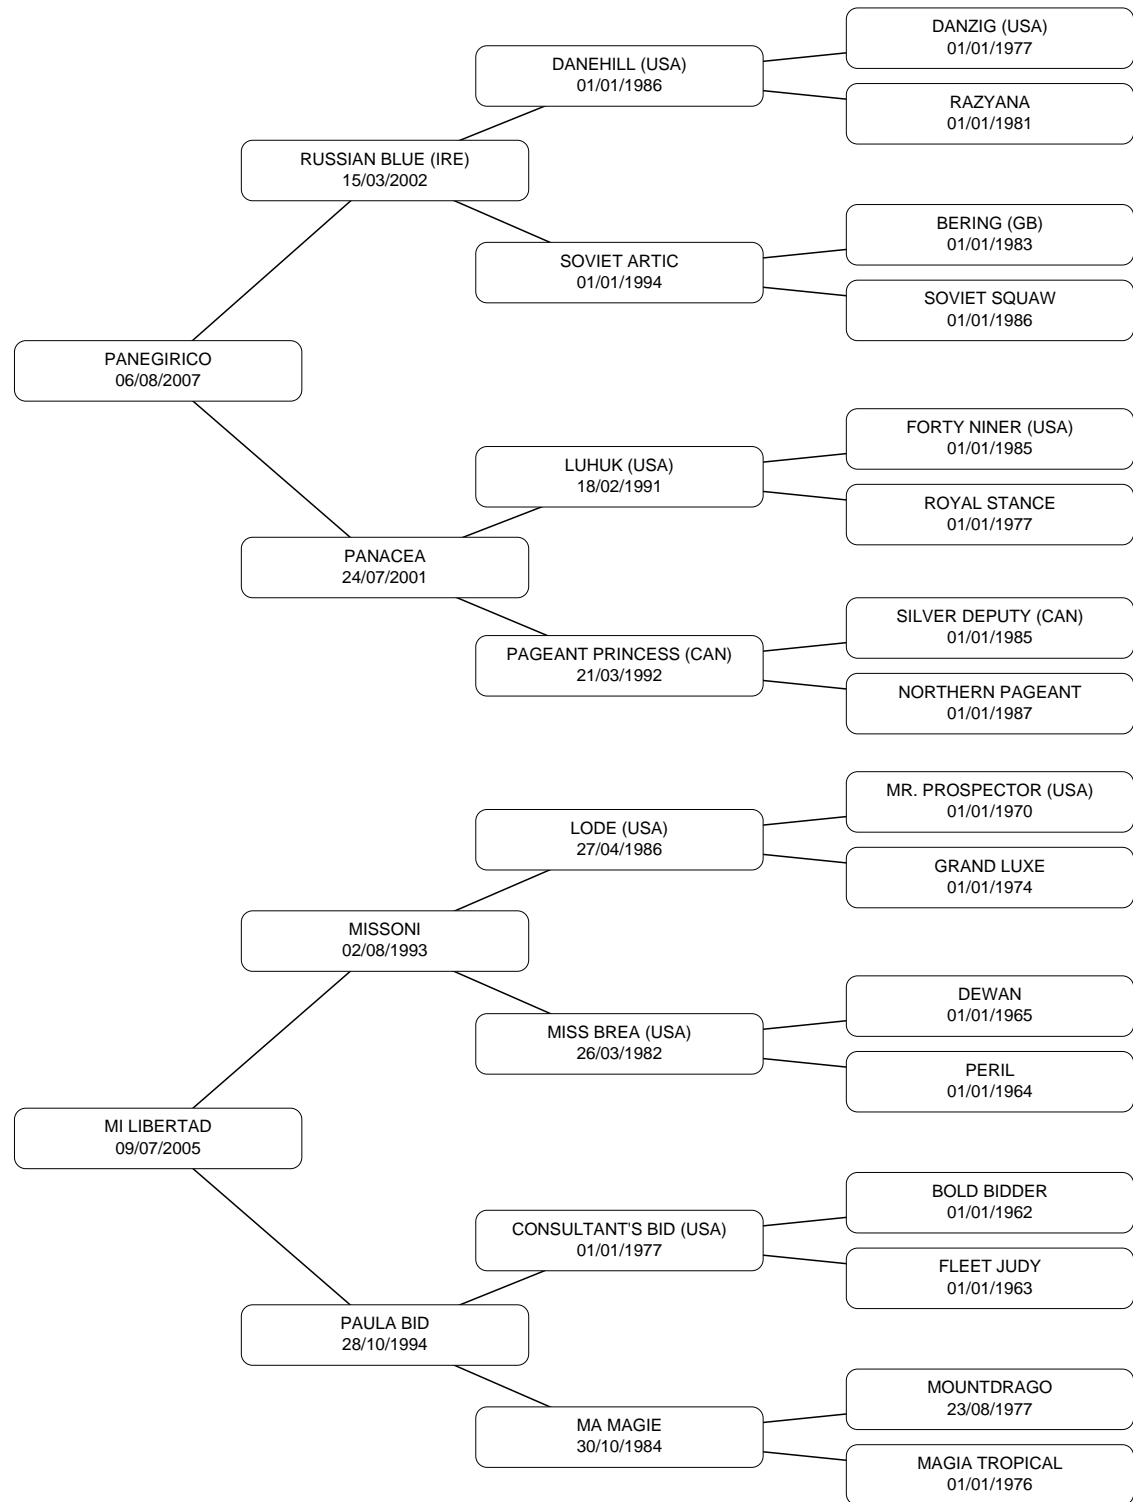 DANZIG (USA)
01/01/1977
DANEHILL (USA)
01/01/1986
RAZYANA
01/01/1981
RUSSIAN BLUE (IRE)
15/03/2002
BERING (GB)
01/01/1983
SOVIET ARTIC
01/01/1994
SOVIET SQUAW
01/01/1986
PANEGIRICO
06/08/2007
FORTY NINER (USA)
01/01/1985
LUHUK (USA)
18/02/1991
ROYAL STANCE
01/01/1977
PANACEA
24/07/2001
SILVER DEPUTY (CAN)
01/01/1985
PAGEANT PRINCESS (CAN)
21/03/1992
NORTHERN PAGEANT
01/01/1987
MR. PROSPECTOR (USA)
01/01/1970
LODE (USA)
27/04/1986
GRAND LUXE
01/01/1974
MISSONI
02/08/1993
DEWAN
01/01/1965
MISS BREA (USA)
26/03/1982
PERIL
01/01/1964
MI LIBERTAD
09/07/2005
BOLD BIDDER
01/01/1962
CONSULTANT'S BID (USA)
01/01/1977
FLEET JUDY
01/01/1963
PAULA BID
28/10/1994
MOUNTDRAGO
23/08/1977
MA MAGIE
30/10/1984
MAGIA TROPICAL
01/01/1976